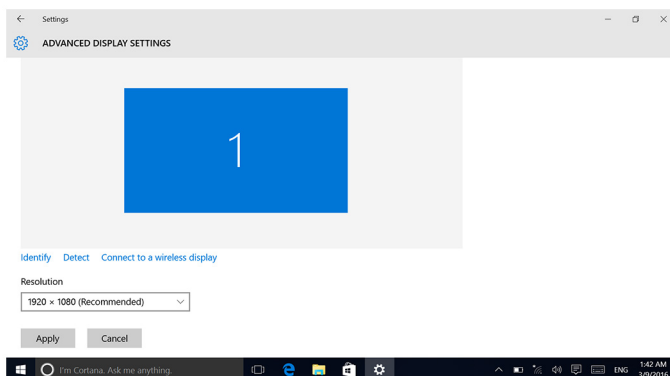 Settings
ADVANCED DISPLAY SETTINGS
1
Identify Detect Connect to a wireless display
Resolution
1920 × 1080 (Recommended)
Apply Cancel
I'm Cortana. Ask me anything.
ENG
1:42 AM
3/9/2016